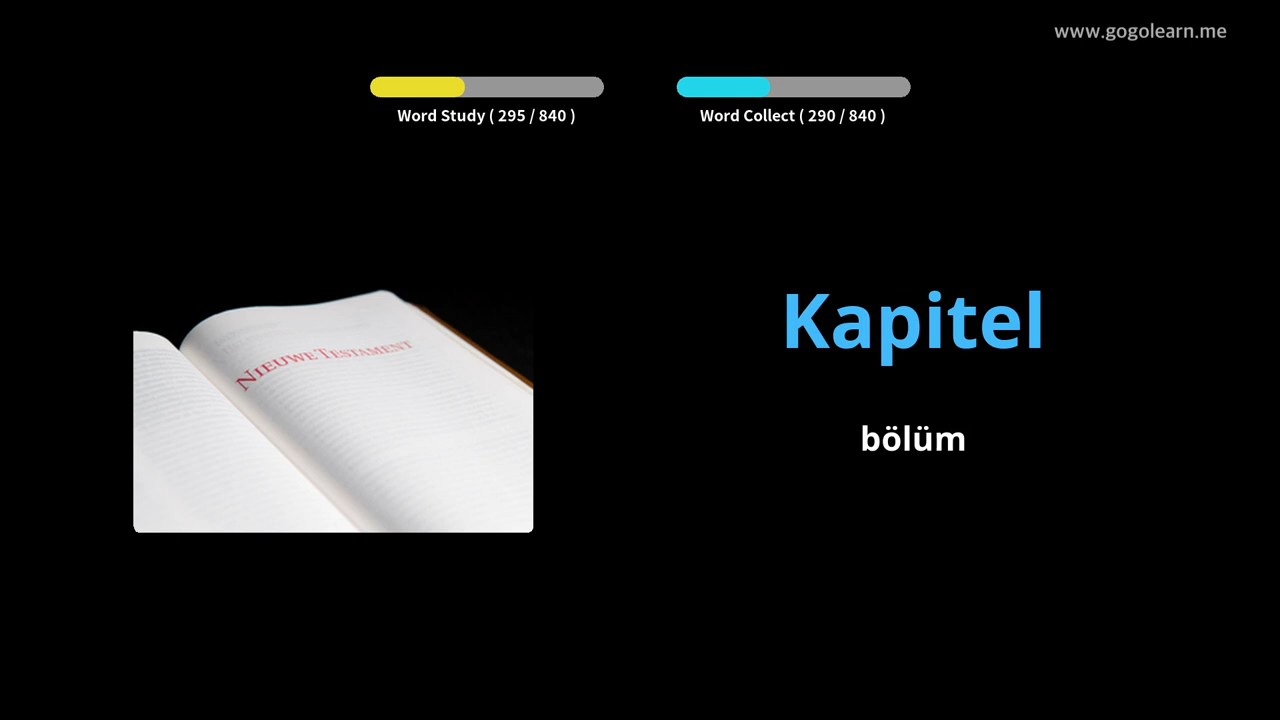 www.gogolearn.me
Word Study ( 295 / 840 )
Word Collect ( 290 / 840 )
NIEUWE TESTAMENT
Kapitel
bölüm